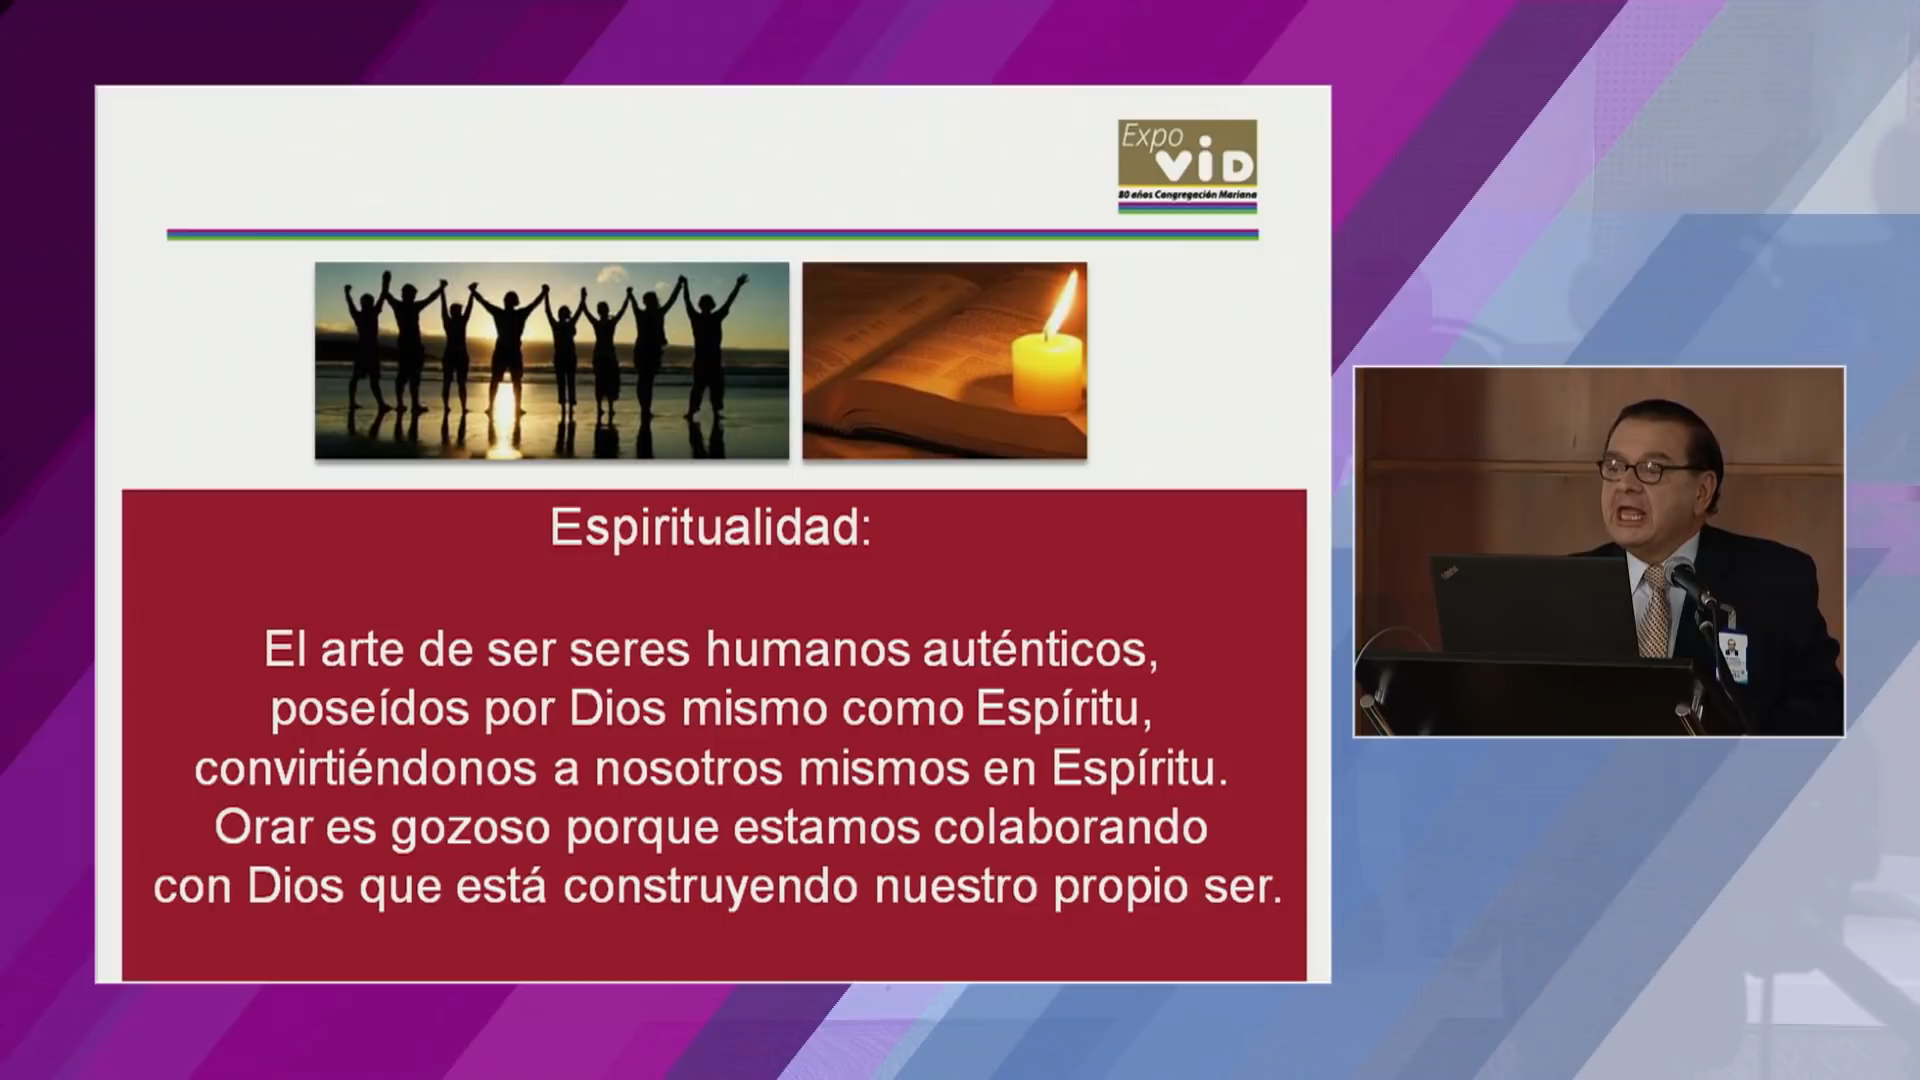 Expo
ViD
80 años Congregación Mariana
Espiritualidad:
El arte de ser seres humanos auténticos,
poseídos por Dios mismo como Espíritu,
convirtiéndonos a nosotros mismos en Espíritu.
Orar es gozoso porque estamos colaborando
con Dios que está construyendo nuestro propio ser.